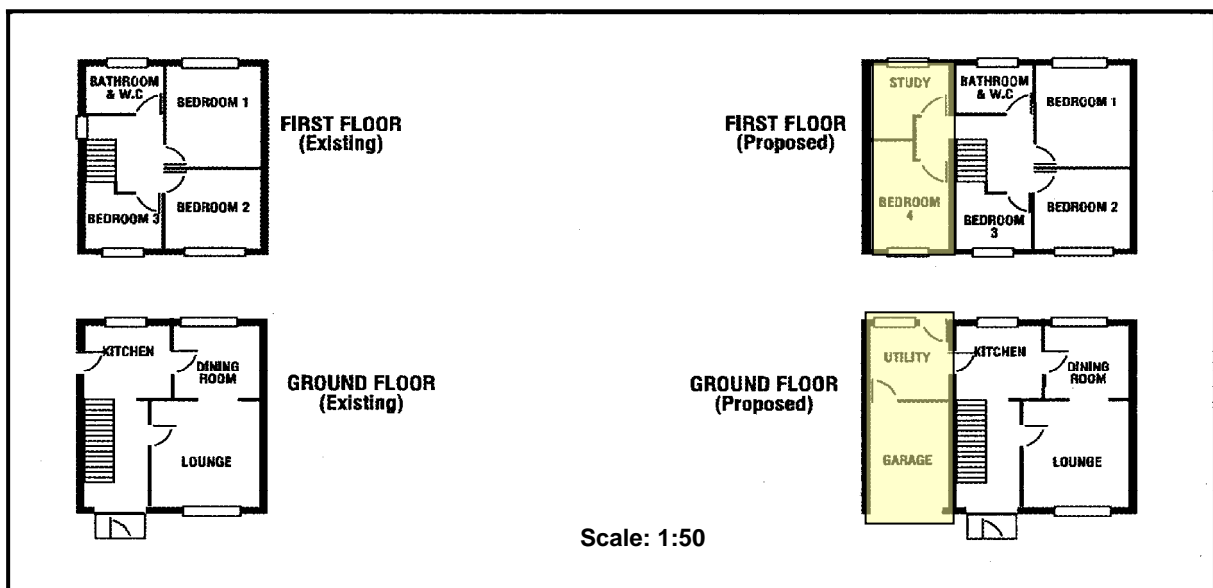 BATHROOM
& W.C
BEDROOM 1
BEDROOM 3
BEDROOM 2
FIRST FLOOR
(Existing)
FIRST FLOOR
(Proposed)
STUDY
BATHROOM
& W.C
BEDROOM 1
BEDROOM
4
BEDROOM
3
BEDROOM 2
KITCHEN
DINING
ROOM
LOUNGE
GROUND FLOOR
(Existing)
GROUND FLOOR
(Proposed)
UTILITY
KITCHEN
DINING
ROOM
GARAGE
LOUNGE
Scale: 1:50